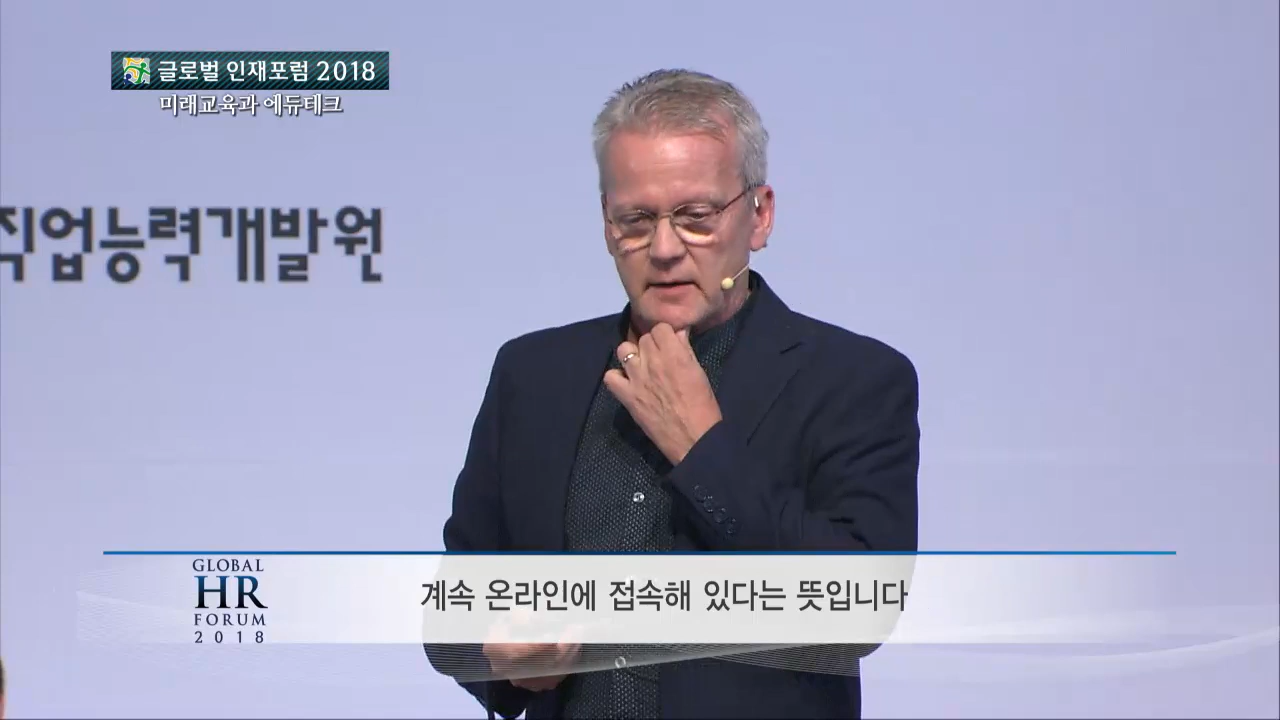 글로벌 인재포럼 2018
미래교육과 에듀테크
직업능력개발원
GLOBAL
HR
FORUM
2018
계속 온라인에 접속해 있다는 뜻입니다